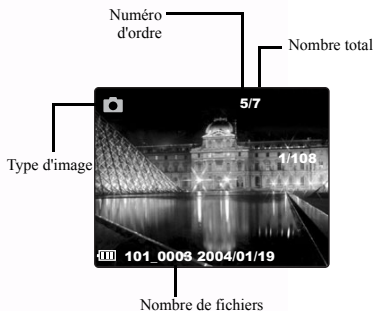 Numéro
d'ordre
Nombre total
5/7
Type d'image
1/108
101_0003 2004/01/19
Nombre de fichiers